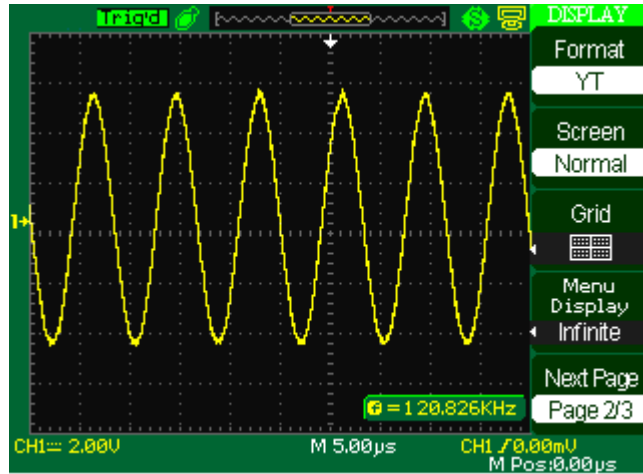 Trig'd S DISPLAY
Format
YT
Screen
Normal
Grid
1
Menu
Display
Infinite
Next Page
Page 2/3
F=120.826KHz
CH1 2.00V M 5.00µs CH1 0.00mV
M Pos:0.00µs